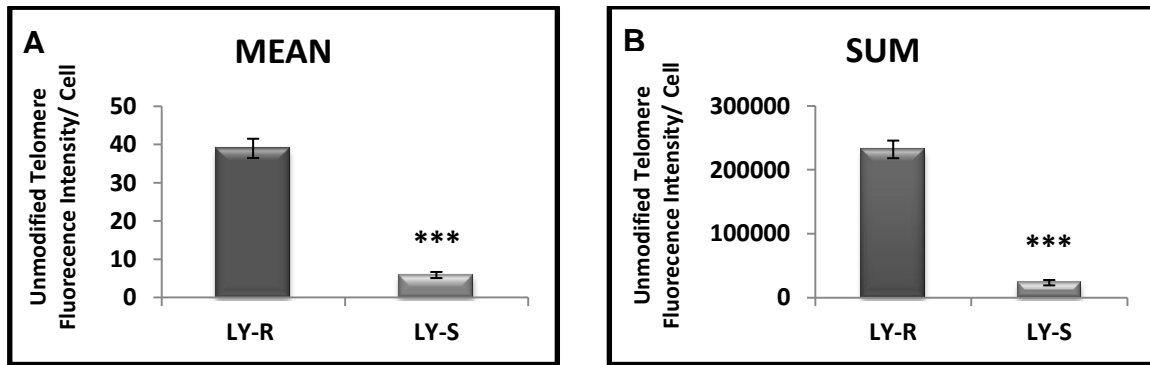 A
MEAN
Unmodified Telomere
Fluorecence Intensity/ Cell
50
40
30
20
10
0
***
LY-R
LY-S
B
SUM
Unmodified Telomere
Fluorecence Intensity/ Cell
300000
200000
100000
0
***
LY-R
LY-S